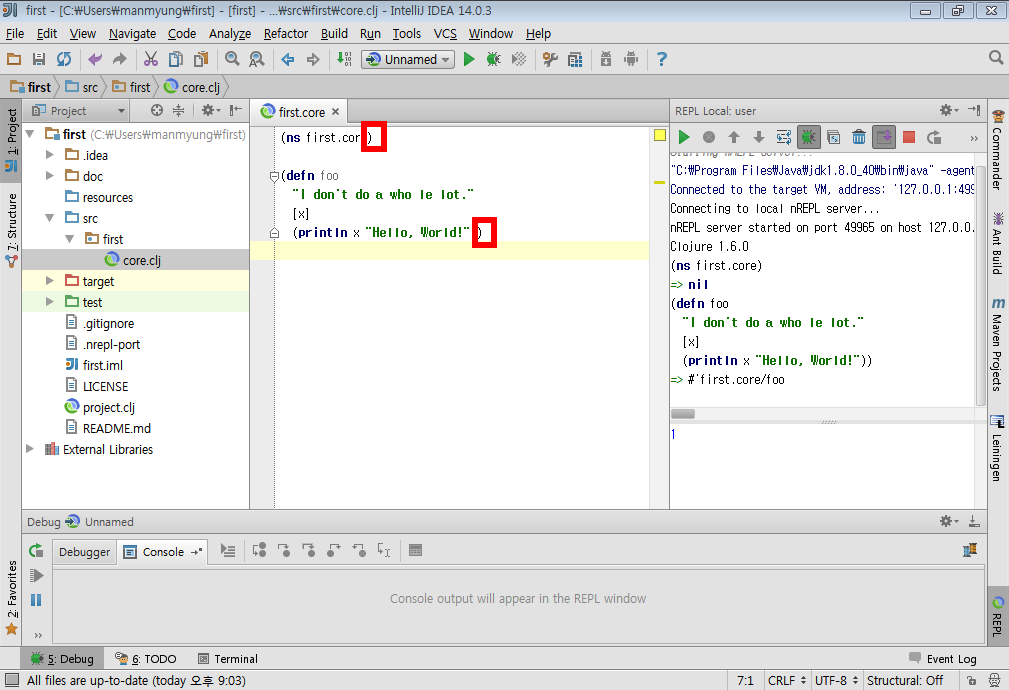 first - [C:₩Users₩manmyung₩first] - [first] - ...₩src₩first₩core.clj - IntelliJ IDEA 14.0.3
File Edit View Navigate Code Analyze Refactor Build Run Tools VCS Window Help
Unnamed
first src first core.clj
1: Project
7: Structure
2: Favorites
Project
first (C:₩Users₩manmyung₩first)
.idea
doc
resources
src
first
core.clj
target
test
.gitignore
.nrepl-port
first.iml
LICENSE
project.clj
README.md
External Libraries
first.core
(ns first.cor )
(defn foo
"I don't do a who le lot."
[x]
(println x "Hello, World!" )
REPL Local: user
Starting nREPL server...
"C:₩Program Files₩Java₩jdk1.8.0_40₩bin₩java" -agent
Connected to the target VM, address: '127.0.0.1:499
Connecting to local nREPL server...
nREPL server started on port 49965 on host 127.0.0.
Clojure 1.6.0
(ns first.core)
=> nil
(defn foo
"I don't do a who le lot."
[x]
(println x "Hello, World!"))
=> #'first.core/foo
1
Commander
Ant Build
Maven Projects
Leiningen
REPL
Debug Unnamed
Debugger Console
Console output will appear in the REPL window
5: Debug 6: TODO Terminal Event Log
All files are up-to-date (today 오후 9:03) 7:1 CRLF UTF-8 Structural: Off